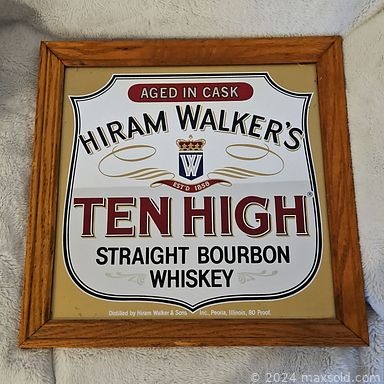 AGED IN CASK
HIRAM WALKER'S
W
EST'D 1858
TEN HIGH®
STRAIGHT BOURBON
WHISKEY
Distilled by Hiram Walker & Sons Inc., Peoria, Illinois, 80 Proof.
© 2024 maxsold.com